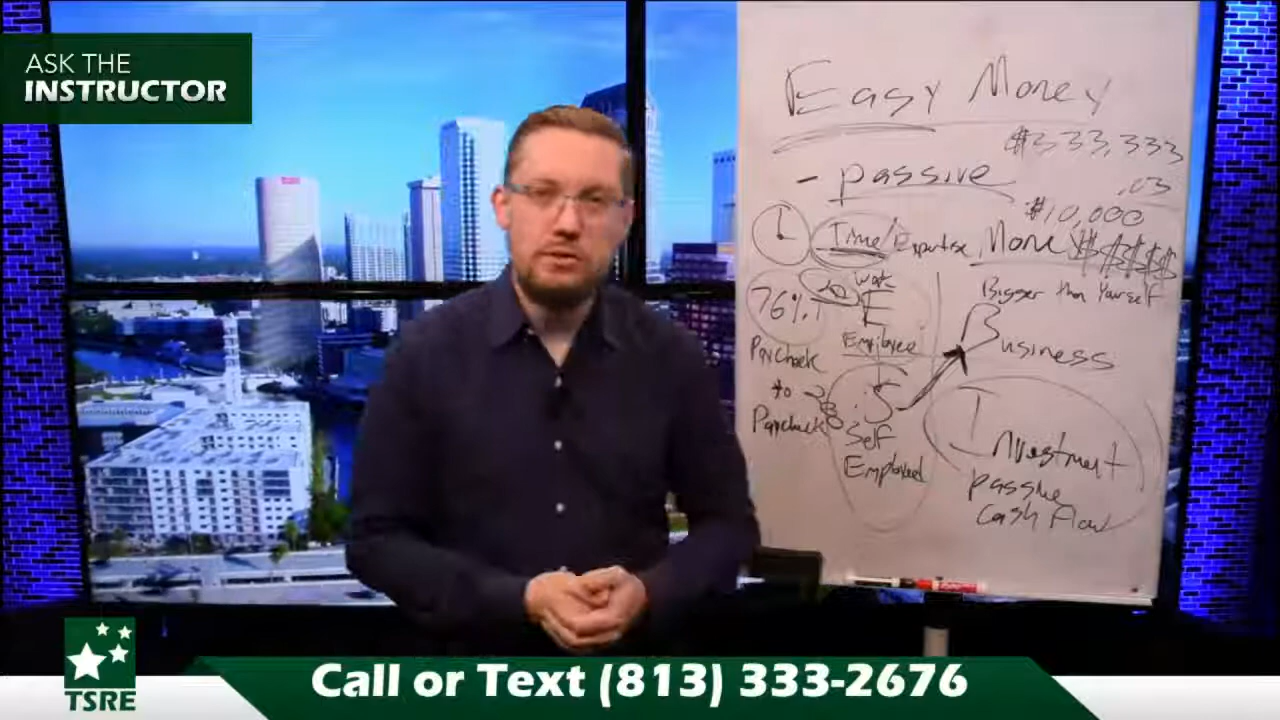 ASK THE
INSTRUCTOR
Easy Money
$333,333
- passive
.03
$10,000
Time/Expertise Money $$$$$
Work
Bigger than Yourself
76%
E
Employee
Business
Paycheck
to
Paycheck
S
Self
Employed
Investment
passive
Cash Flow
TSRE
Call or Text (813) 333-2676